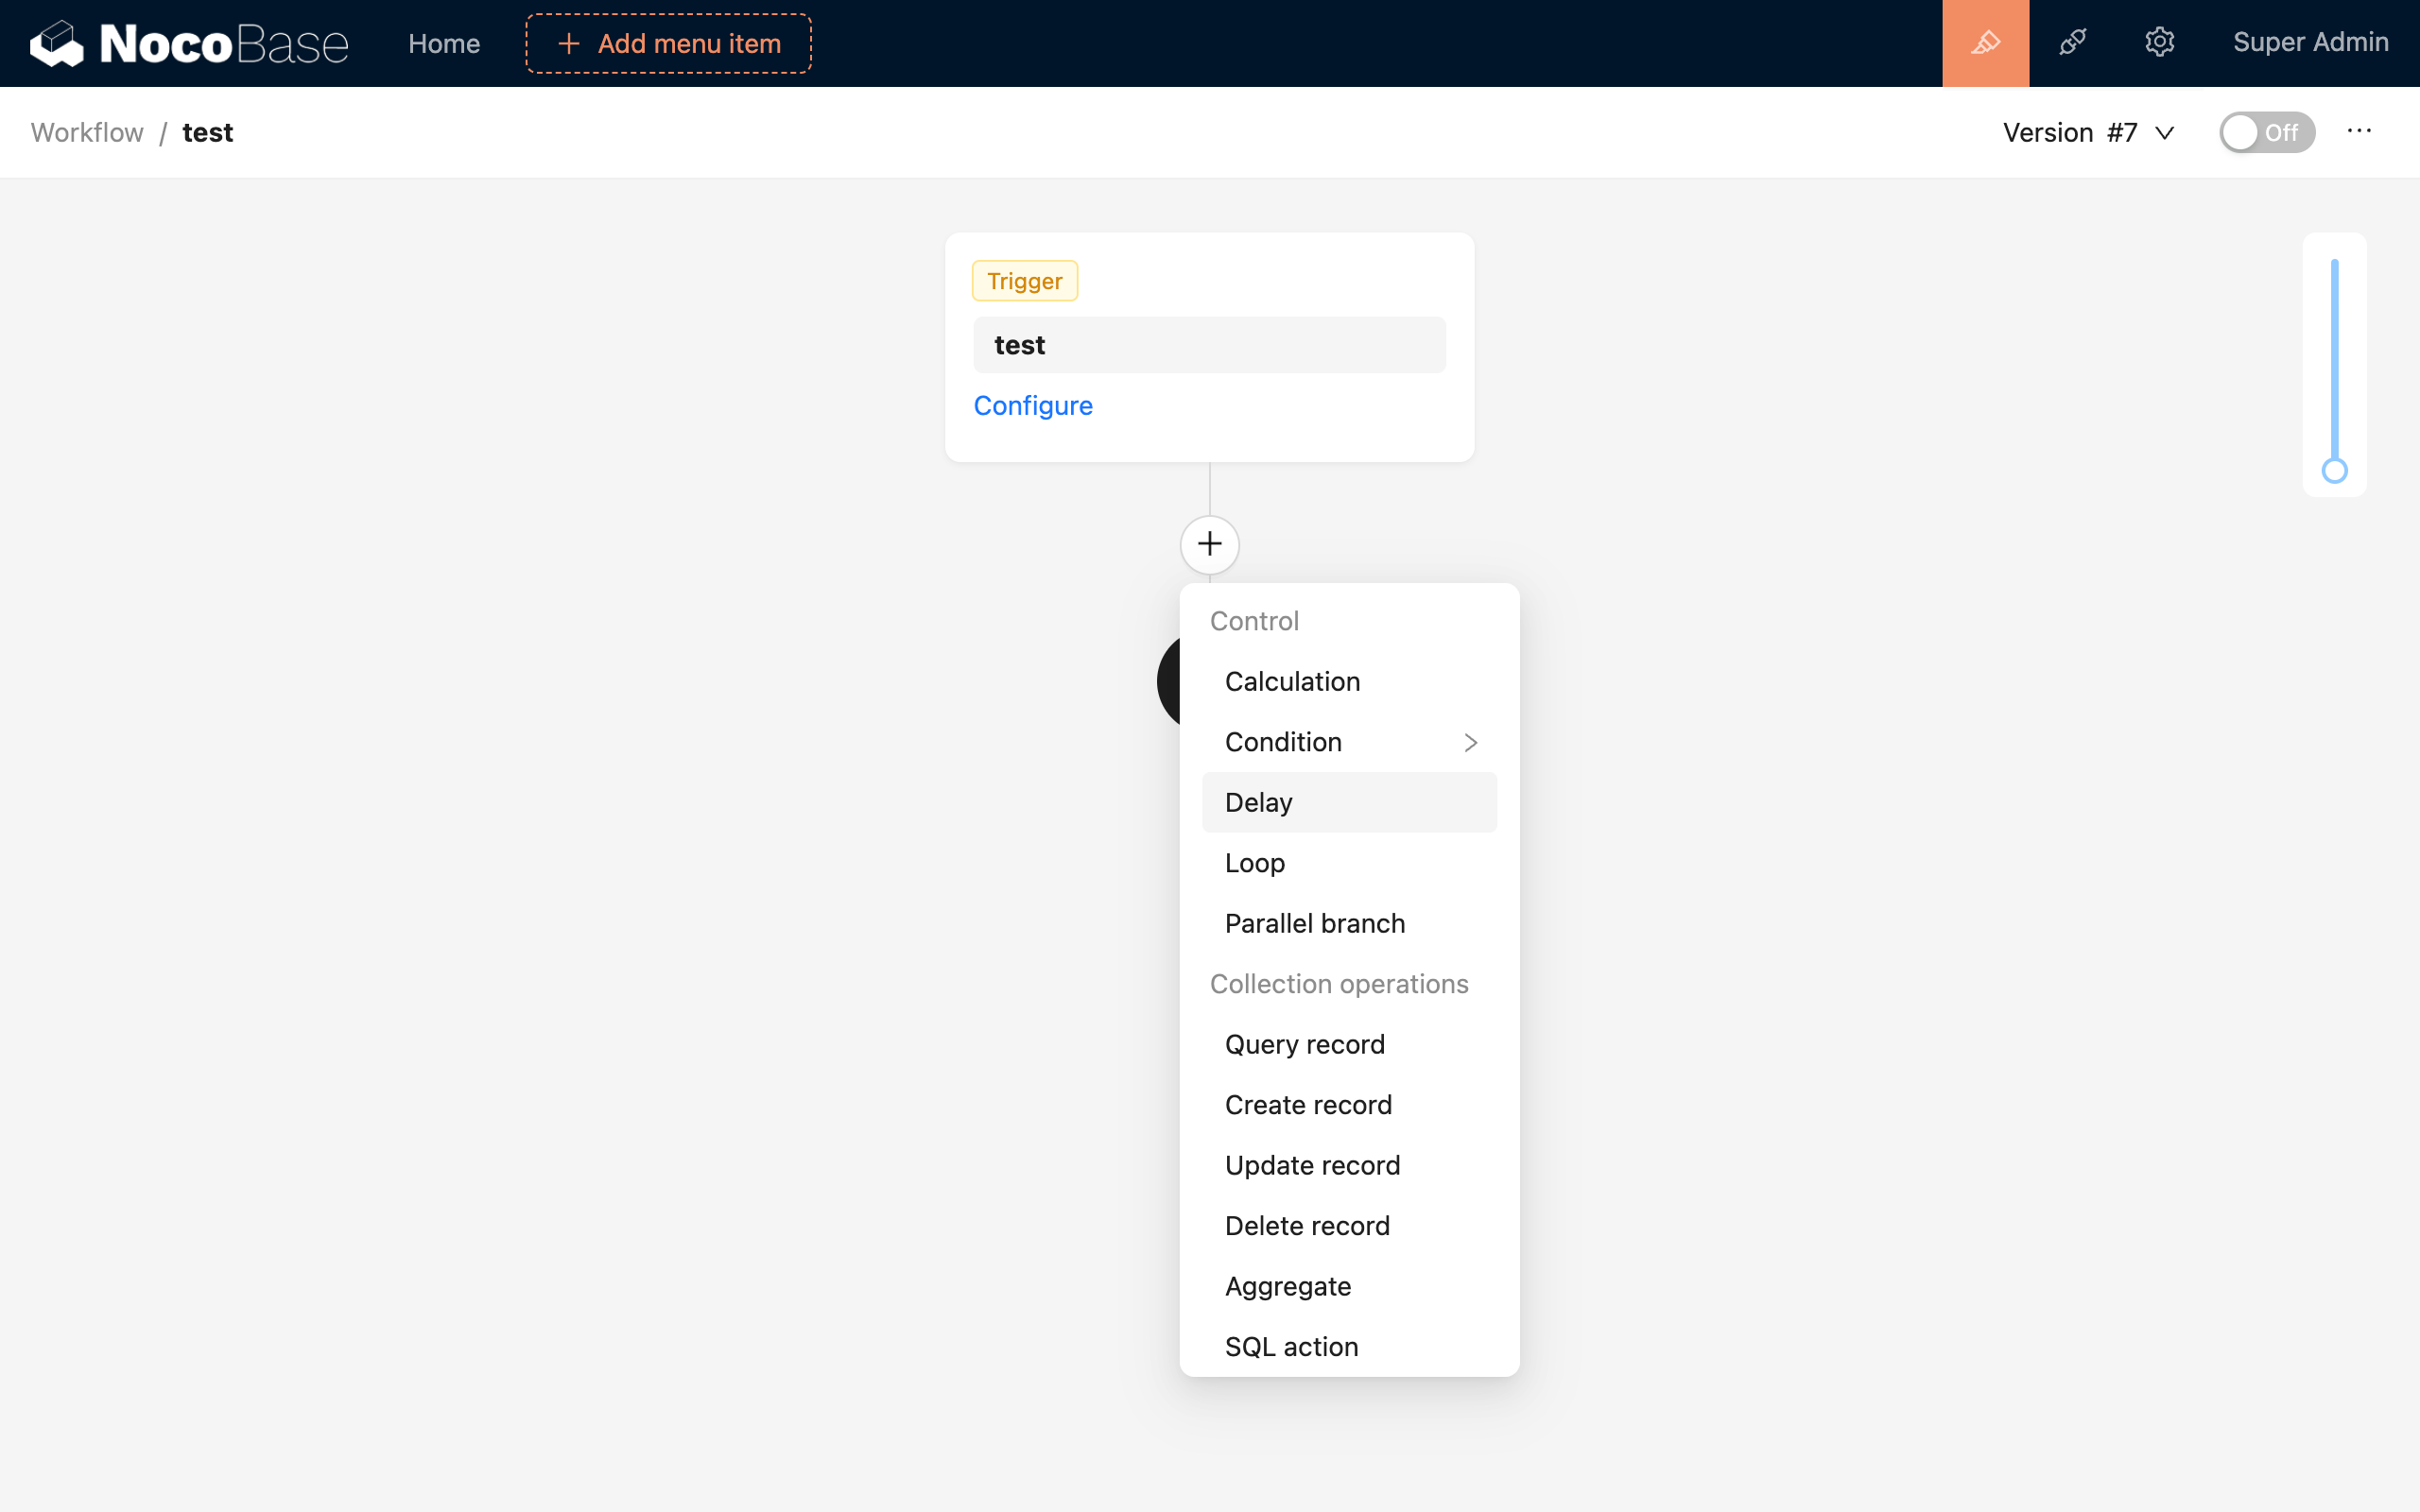 NocoBase Home + Add menu item Super Admin
Workflow / test Version #7 Off ···
Trigger
test
Configure
Control
Calculation
Condition
Delay
Loop
Parallel branch
Collection operations
Query record
Create record
Update record
Delete record
Aggregate
SQL action